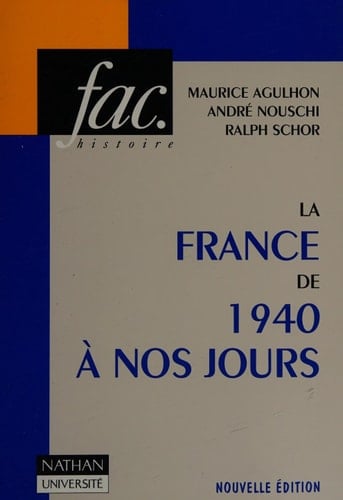 fac.
histoire
MAURICE AGULHON
ANDRÉ NOUSCHI
RALPH SCHOR
LA
FRANCE
DE
1940
À NOS JOURS
NATHAN
UNIVERSITÉ
NOUVELLE ÉDITION